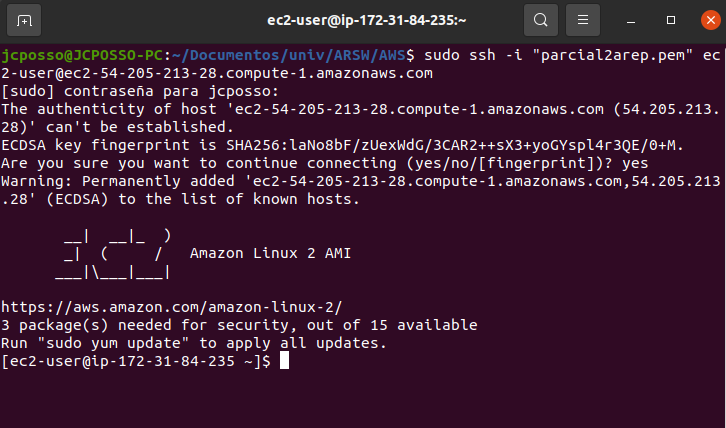 ec2-user@ip-172-31-84-235:~
jcposso@JCPOSSO-PC:~/Documentos/univ/ARSW/AWS$ sudo ssh -i "parcial2arep.pem" ec
2-user@ec2-54-205-213-28.compute-1.amazonaws.com
[sudo] contraseña para jcposso:
The authenticity of host 'ec2-54-205-213-28.compute-1.amazonaws.com (54.205.213.
28)' can't be established.
ECDSA key fingerprint is SHA256:laNo8bF/zUexWdG/3CAR2++sX3+yoGYspl4r3QE/0+M.
Are you sure you want to continue connecting (yes/no/[fingerprint])? yes
Warning: Permanently added 'ec2-54-205-213-28.compute-1.amazonaws.com,54.205.213
.28' (ECDSA) to the list of known hosts.
       __|  __|_  )
       _|  (     /   Amazon Linux 2 AMI
      ___|\___|___|
https://aws.amazon.com/amazon-linux-2/
3 package(s) needed for security, out of 15 available
Run "sudo yum update" to apply all updates.
[ec2-user@ip-172-31-84-235 ~]$